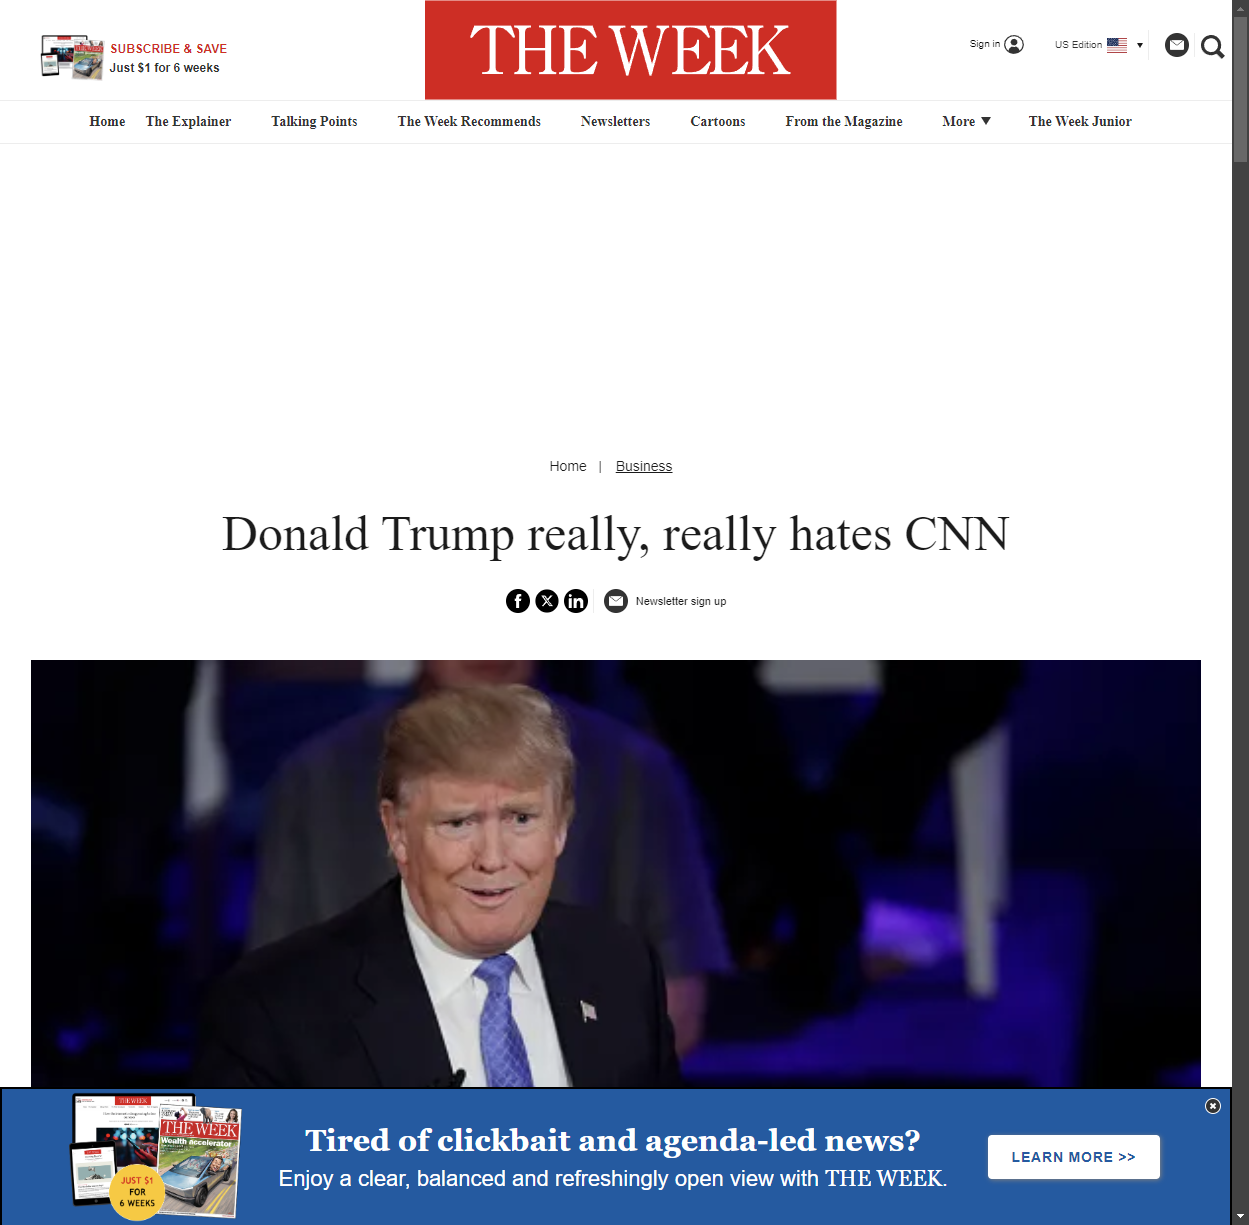 SUBSCRIBE & SAVE
Just $1 for 6 weeks
THE WEEK
Sign in
US Edition
Home
The Explainer
Talking Points
The Week Recommends
Newsletters
Cartoons
From the Magazine
More
The Week Junior
Home | Business
Donald Trump really, really hates CNN
Newsletter sign up
THE WEEK
THE WEEK
Wealth accelerator
JUST $1
FOR
6 WEEKS
Tired of clickbait and agenda-led news?
Enjoy a clear, balanced and refreshingly open view with THE WEEK.
LEARN MORE >>